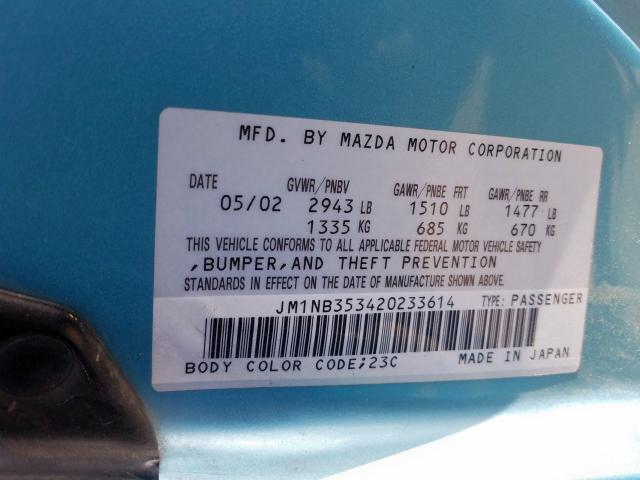 MFD. BY MAZDA MOTOR CORPORATION
DATE GVWR/PNBV GAWR/PNBE FRT GAWR/PNBE RR
05/02 2943 LB 1510 LB 1477 LB
1335 KG 685 KG 670 KG
THIS VEHICLE CONFORMS TO ALL APPLICABLE FEDERAL MOTOR VEHICLE SAFETY
,BUMPER,AND THEFT PREVENTION
STANDARDS IN EFFECT ON THE DATE OF MANUFACTURE SHOWN ABOVE.
JM1NB353420233614 TYPE: PASSENGER
BODY COLOR CODE;23C MADE IN JAPAN